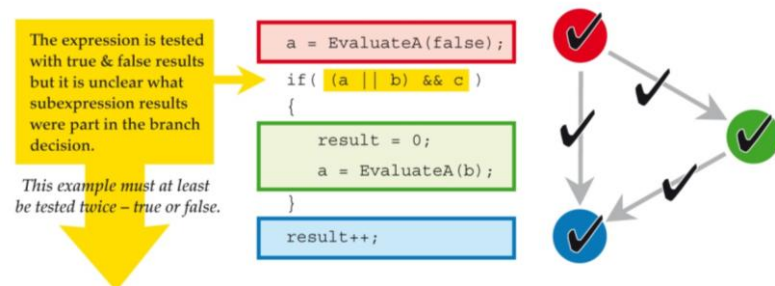 The expression is tested
with true & false results
but it is unclear what
subexpression results
were part in the branch
decision.
This example must at least
be tested twice – true or false.
a = EvaluateA(false);
if( (a || b) && c )
{
result = 0;
a = EvaluateA(b);
}
result++;